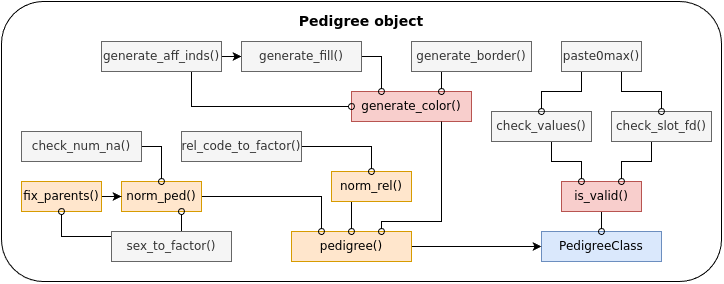 Pedigree object
generate_aff_inds()
generate_fill()
generate_border()
paste0max()
generate_color()
check_values()
check_slot_fd()
check_num_na()
rel_code_to_factor()
fix_parents()
norm_ped()
norm_rel()
is_valid()
sex_to_factor()
pedigree()
PedigreeClass